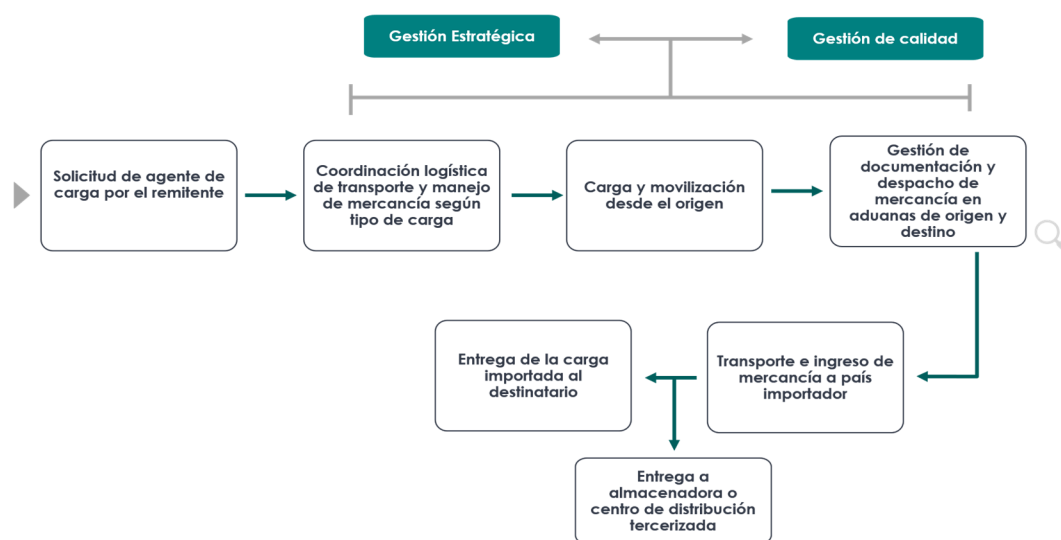 Gestión Estratégica
Gestión de calidad
Solicitud de agente de
carga por el remitente
Coordinación logística
de transporte y manejo
de mercancía según
tipo de carga
Carga y movilización
desde el origen
Gestión de
documentación y
despacho de
mercancía en
aduanas de origen y
destino
Entrega de la carga
importada al
destinatario
Transporte e ingreso de
mercancía a país
importador
Entrega a
almacenadora o
centro de distribución
tercerizada